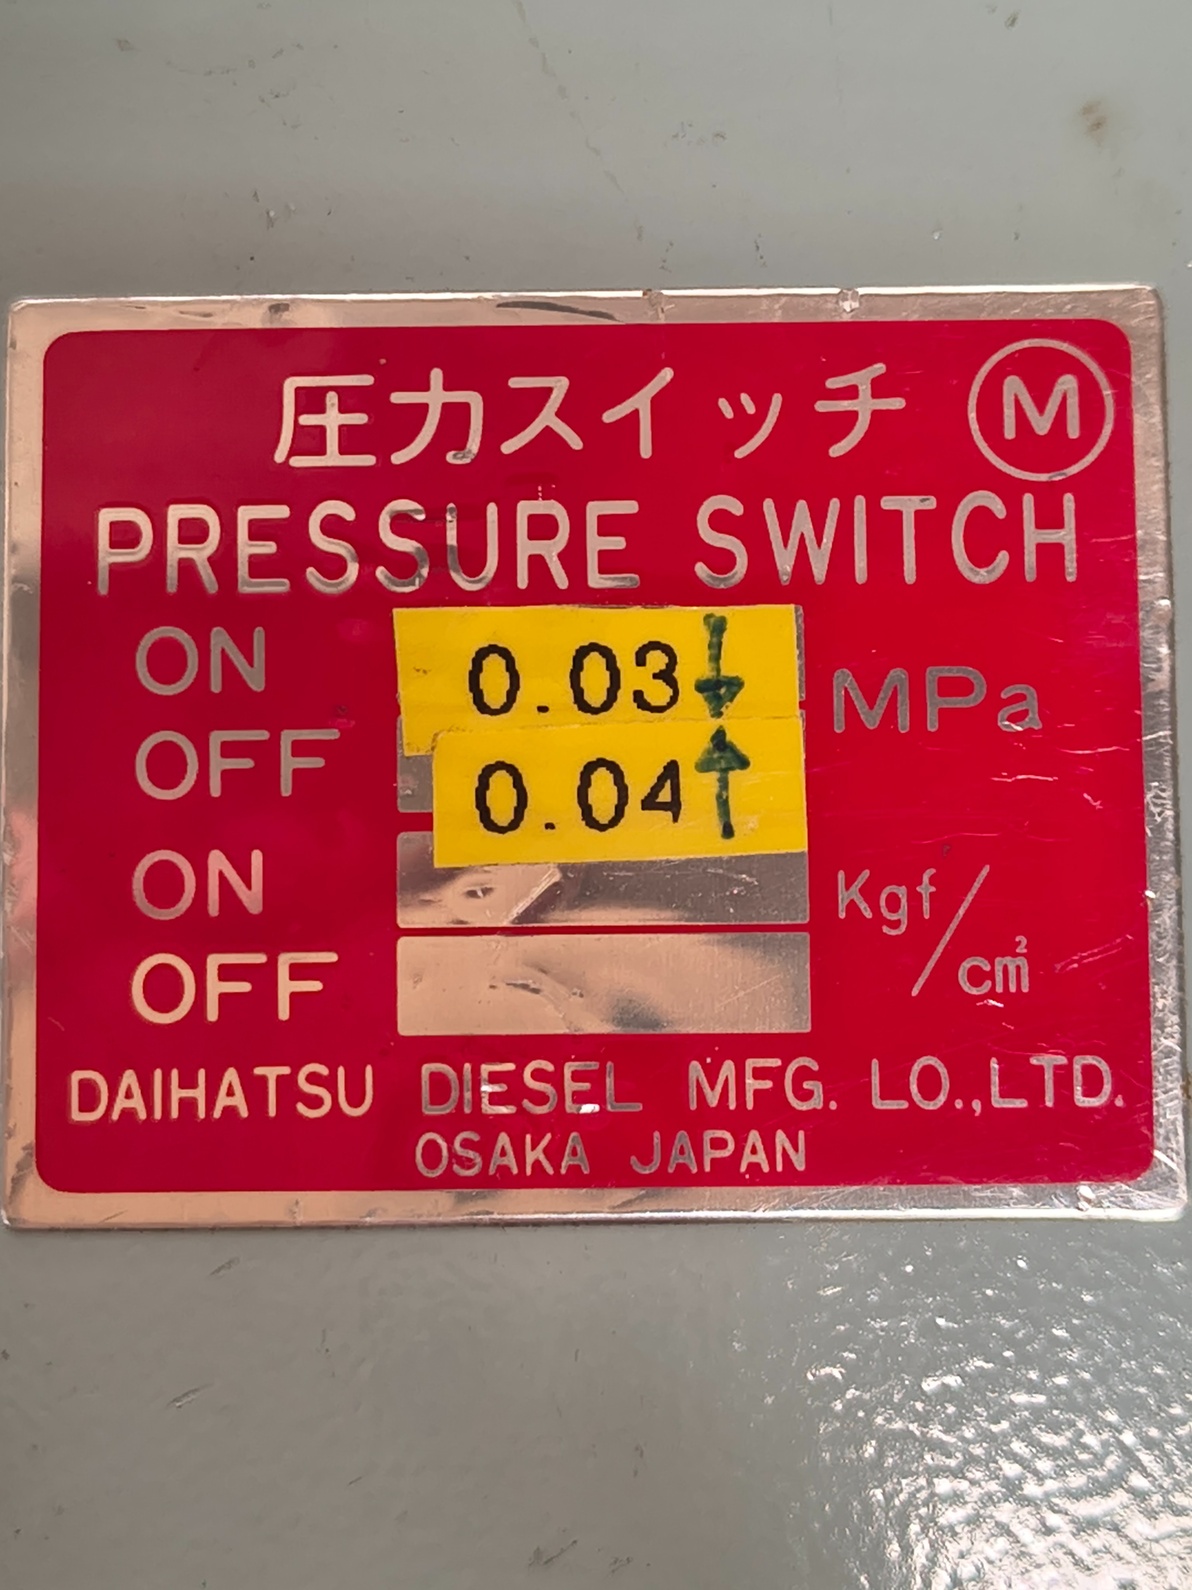 圧力スイッチ Ⓜ
PRESSURE SWITCH
ON 0.03↓ MPa
OFF 0.04↑
ON Kgf/cm²
OFF
DAIHATSU DIESEL MFG. LO.,LTD.
OSAKA JAPAN